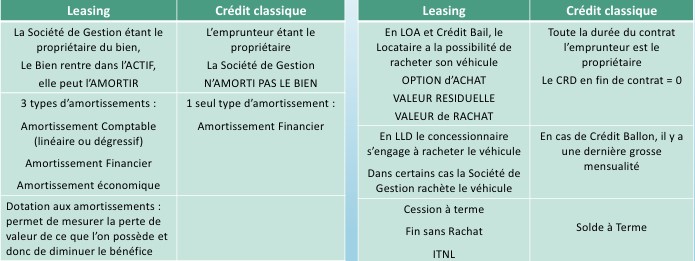 Leasing
Crédit classique
La Société de Gestion étant le
propriétaire du bien,
Le Bien rentre dans l'ACTIF,
elle peut l'AMORTIR
L'emprunteur étant le
propriétaire
La Société de Gestion
N'AMORTI PAS LE BIEN
3 types d'amortissements :
Amortissement Comptable
(linéaire ou dégressif)
Amortissement Financier
Amortissement économique
1 seul type d'amortissement :
Amortissement Financier
Dotation aux amortissements :
permet de mesurer la perte de
valeur de ce que l'on possède et
donc de diminuer le bénéfice
Leasing
Crédit classique
En LOA et Crédit Bail, le
Locataire a la possibilité de
racheter son véhicule
OPTION d'ACHAT
VALEUR RESIDUELLE
VALEUR de RACHAT
Toute la durée du contrat
l'emprunteur est le
propriétaire
Le CRD en fin de contrat = 0
En LLD le concessionnaire
s'engage à racheter le véhicule
Dans certains cas la Société de
Gestion rachète le véhicule
En cas de Crédit Ballon, il y a
une dernière grosse
mensualité
Cession à terme
Fin sans Rachat
ITNL
Solde à Terme